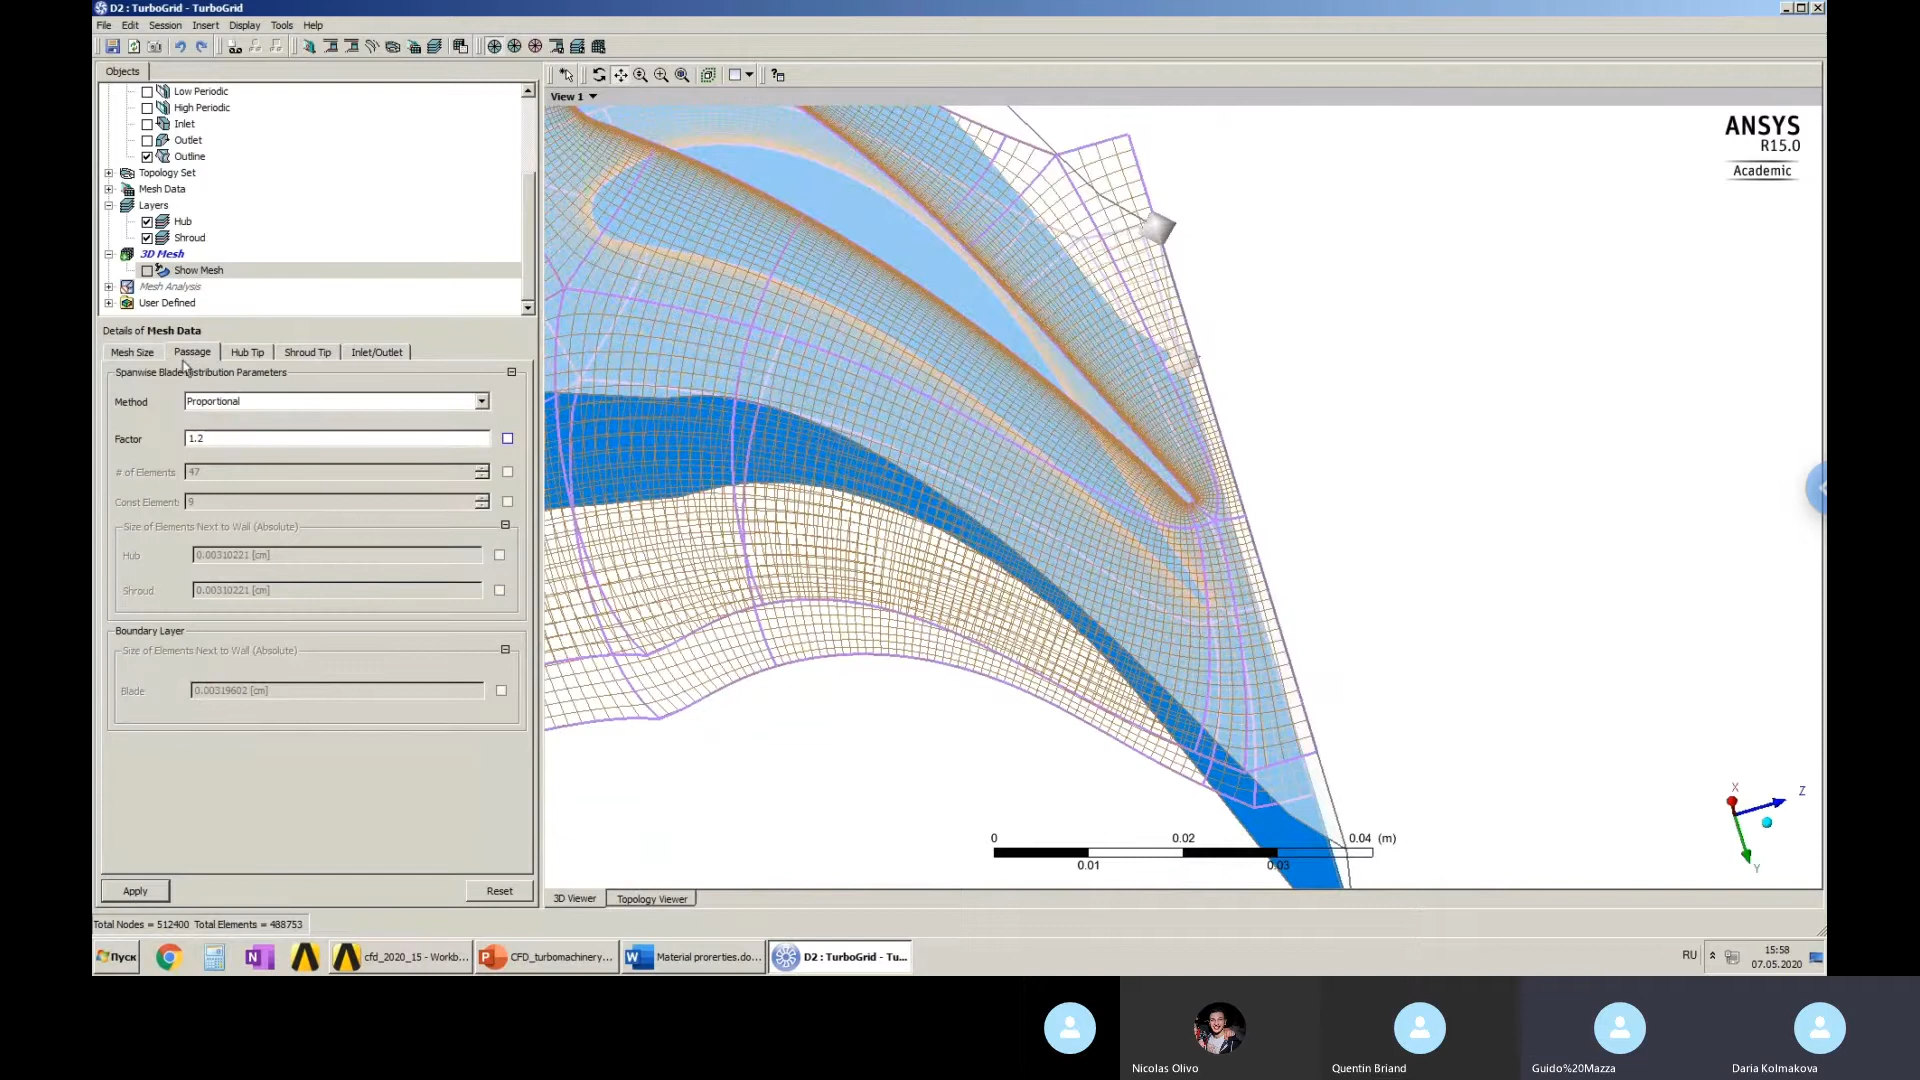 D2 : TurboGrid - TurboGrid
File Edit Session Insert Display Tools Help
Objects
Low Periodic
High Periodic
Inlet
Outlet
Outline
Topology Set
Mesh Data
Layers
Hub
Shroud
3D Mesh
Show Mesh
Mesh Analysis
User Defined
Details of Mesh Data
Mesh Size Passage Hub Tip Shroud Tip Inlet/Outlet
Spanwise Blade Distribution Parameters
Method Proportional
Factor 1.2
# of Elements 47
Const Element: 9
Size of Elements Next to Wall (Absolute)
Hub 0.00310221 [cm]
Shroud 0.00310221 [cm]
Boundary Layer
Size of Elements Next to Wall (Absolute)
Blade 0.00319602 [cm]
Apply Reset
Total Nodes = 512400 Total Elements = 488753
View 1
ANSYS
R15.0
Academic
X
Z
Y
0 0.02 0.04 (m)
0.01 0.03
3D Viewer Topology Viewer
Пуск
cfd_2020_15 - Workb...
CFD_turbomachinery...
Material prorerties.do...
D2 : TurboGrid - Tu...
RU
15:58
07.05.2020
Nicolas Olivo
Quentin Briand
Guido%20Mazza
Daria Kolmakova